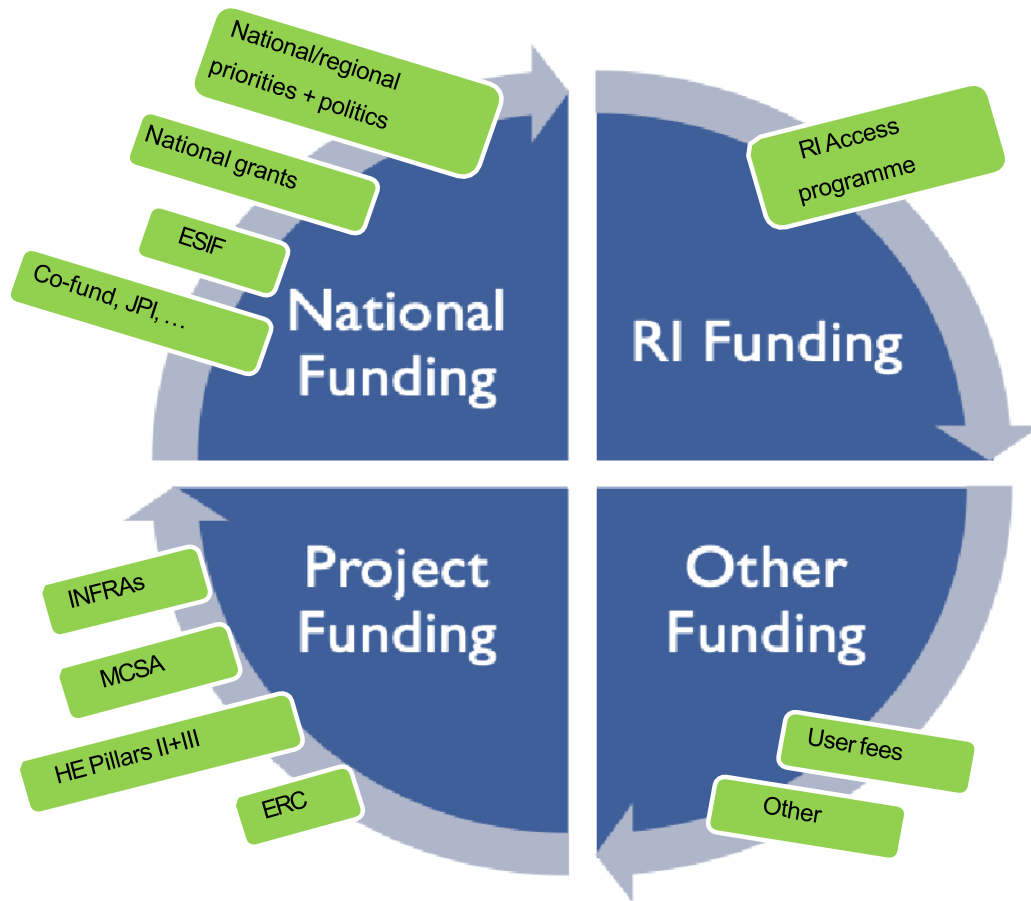 National/regional
priorities + politics
National grants
ESIF
Co-fund, JPI, …
National
Funding
RI Access
programme
RI Funding
INFRAs
MCSA
HE Pillars II+III
ERC
Project
Funding
Other
Funding
User fees
Other